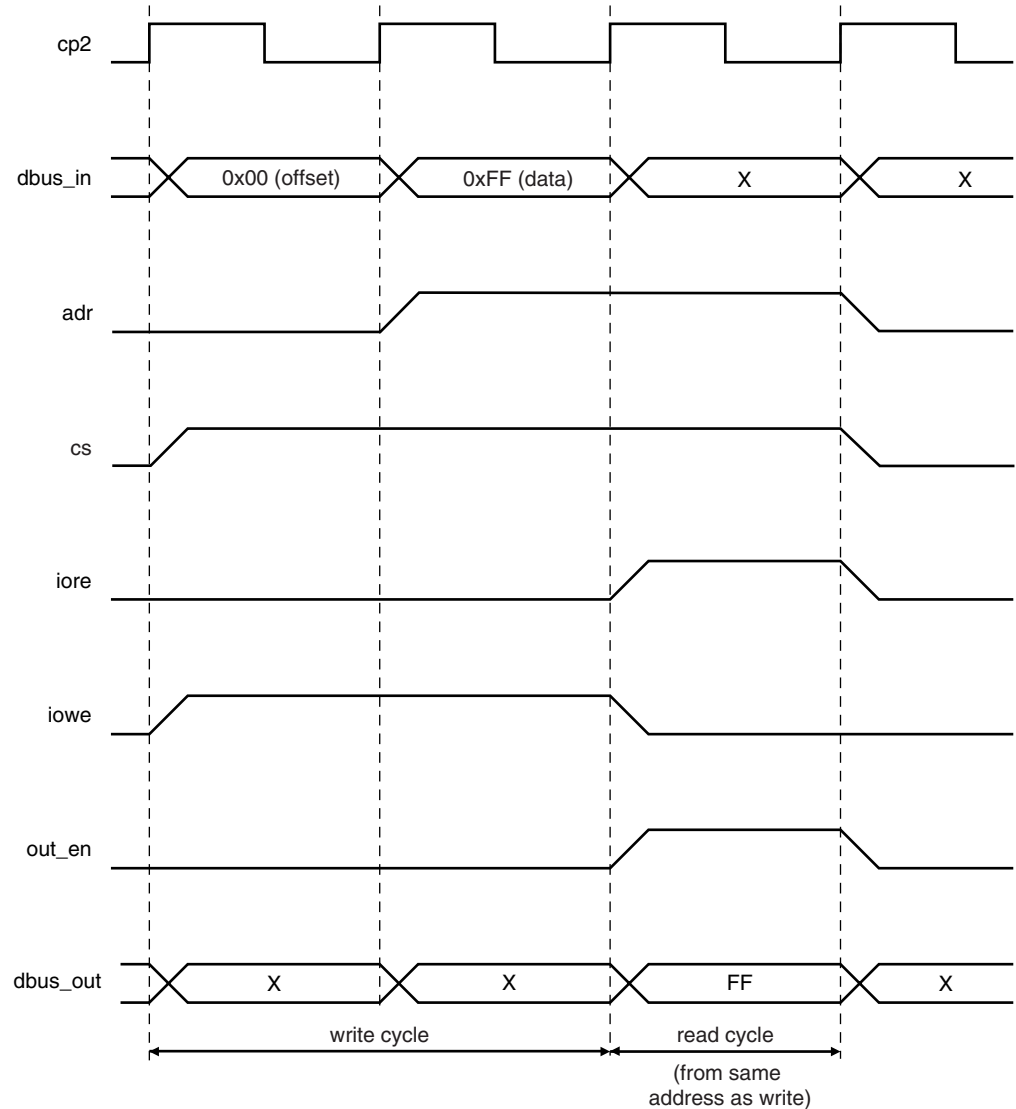 cp2
dbus_in
0x00 (offset)
0xFF (data)
X
X
adr
cs
iore
iowe
out_en
dbus_out
X
X
FF
X
write cycle
read cycle
(from same
address as write)